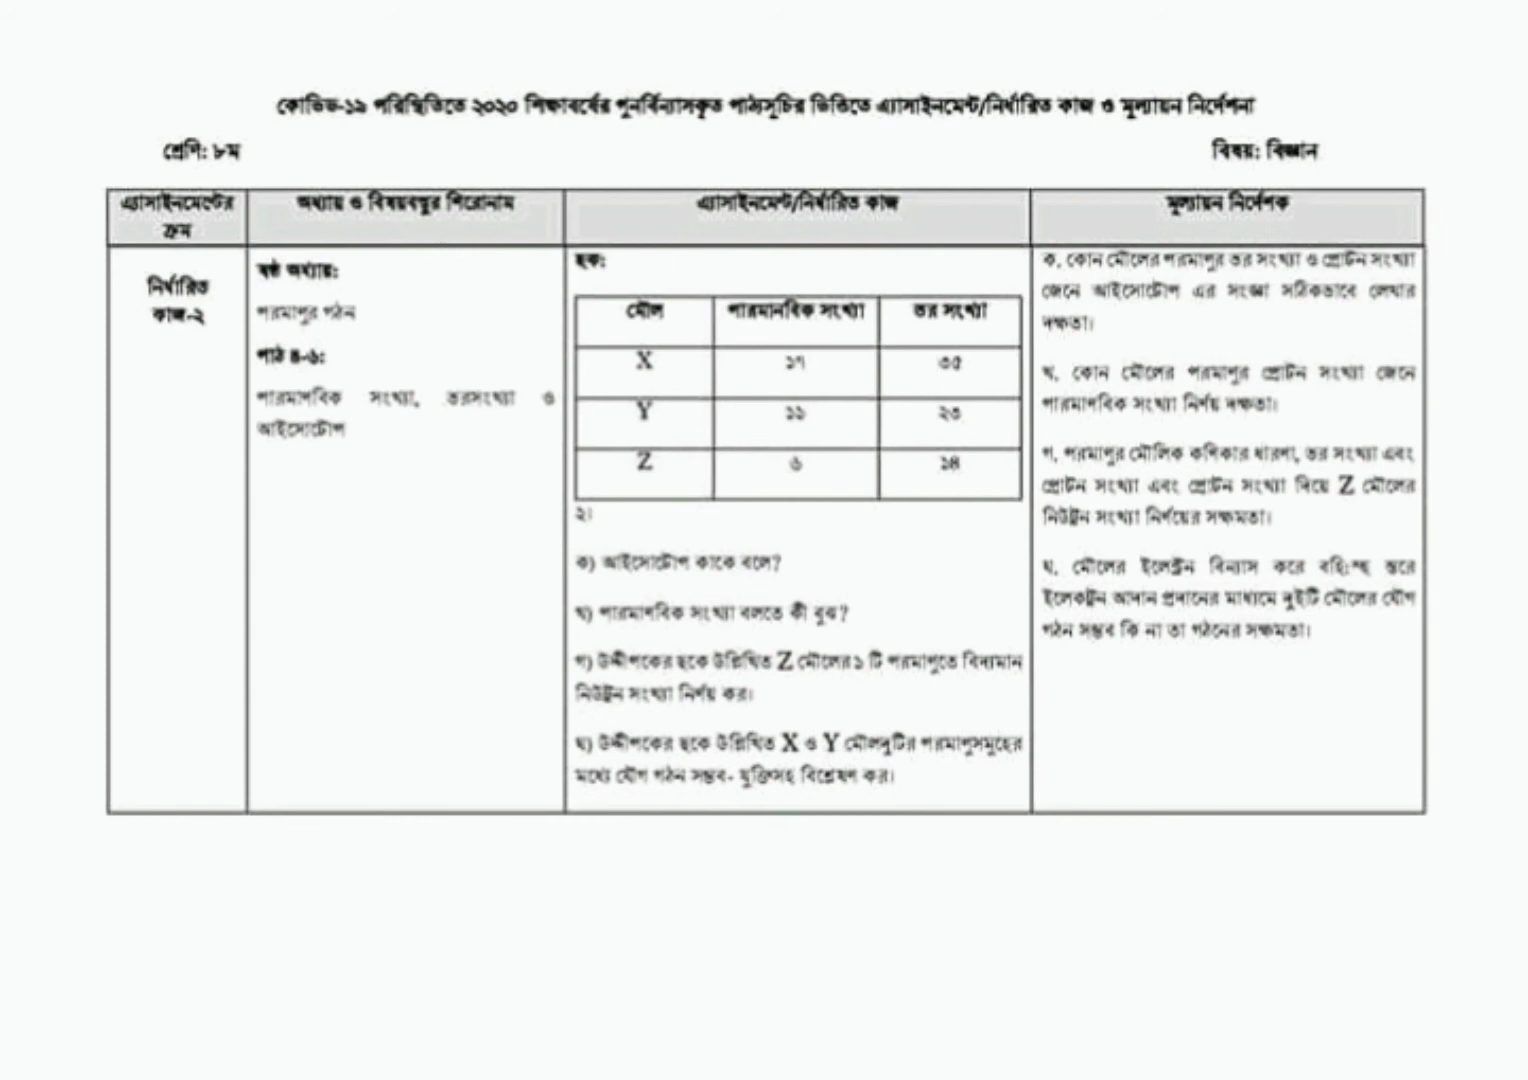 কোভিড-১৯ পরিস্থিতিতে ২০২০ শিক্ষাবর্ষের পুনর্বিন্যাসকৃত পাঠ্যসূচির ভিত্তিতে এ্যাসাইনমেন্ট/নির্ধারিত কাজ ও মূল্যায়ন নির্দেশনা
শ্রেণি: ৮ম
বিষয়: বিজ্ঞান
এ্যাসাইনমেন্টের
ক্রম
অধ্যায় ও বিষয়বস্তুর শিরোনাম
এ্যাসাইনমেন্ট/নির্ধারিত কাজ
মূল্যায়ন নির্দেশক
নির্ধারিত
কাজ-২
ষষ্ঠ অধ্যায়:
পরমাণুর গঠন
পাঠ ৪-৬:
পারমাণবিক সংখ্যা, ভরসংখ্যা ও
আইসোটোপ
ছক:
মৌল পারমানবিক সংখ্যা ভর সংখ্যা
X ১৭ ৩৫
Y ১১ ২৩
Z ৬ ১৪
২।
ক) আইসোটোপ কাকে বলে?
খ) পারমাণবিক সংখ্যা বলতে কী বুঝ?
গ) উদ্দীপকের ছকে উল্লিখিত Z মৌলের ১ টি পরমাণুতে বিদ্যমান
নিউট্রন সংখ্যা নির্ণয় কর।
ঘ) উদ্দীপকের ছকে উল্লিখিত X ও Y মৌলদুটির পরমাণুসমূহের
মধ্যে যৌগ গঠন সম্ভব- যুক্তিসহ বিশ্লেষণ কর।
ক. কোন মৌলের পরমাণুর ভর সংখ্যা ও প্রোটন সংখ্যা
জেনে আইসোটোপ এর সংজ্ঞা সঠিকভাবে লেখার
দক্ষতা।
খ. কোন মৌলের পরমাণুর প্রোটন সংখ্যা জেনে
পারমাণবিক সংখ্যা নির্ণয় দক্ষতা।
গ. পরমাণুর মৌলিক কণিকার ধারণা, ভর সংখ্যা এবং
প্রোটন সংখ্যা এবং প্রোটন সংখ্যা দিয়ে Z মৌলের
নিউট্রন সংখ্যা নির্ণয়ের সক্ষমতা।
ঘ. মৌলের ইলেক্ট্রন বিন্যাস করে বহি:স্থ স্তরে
ইলেকট্রন আদান প্রদানের মাধ্যমে দুইটি মৌলের যৌগ
গঠন সম্ভব কি না তা গঠনের সক্ষমতা।